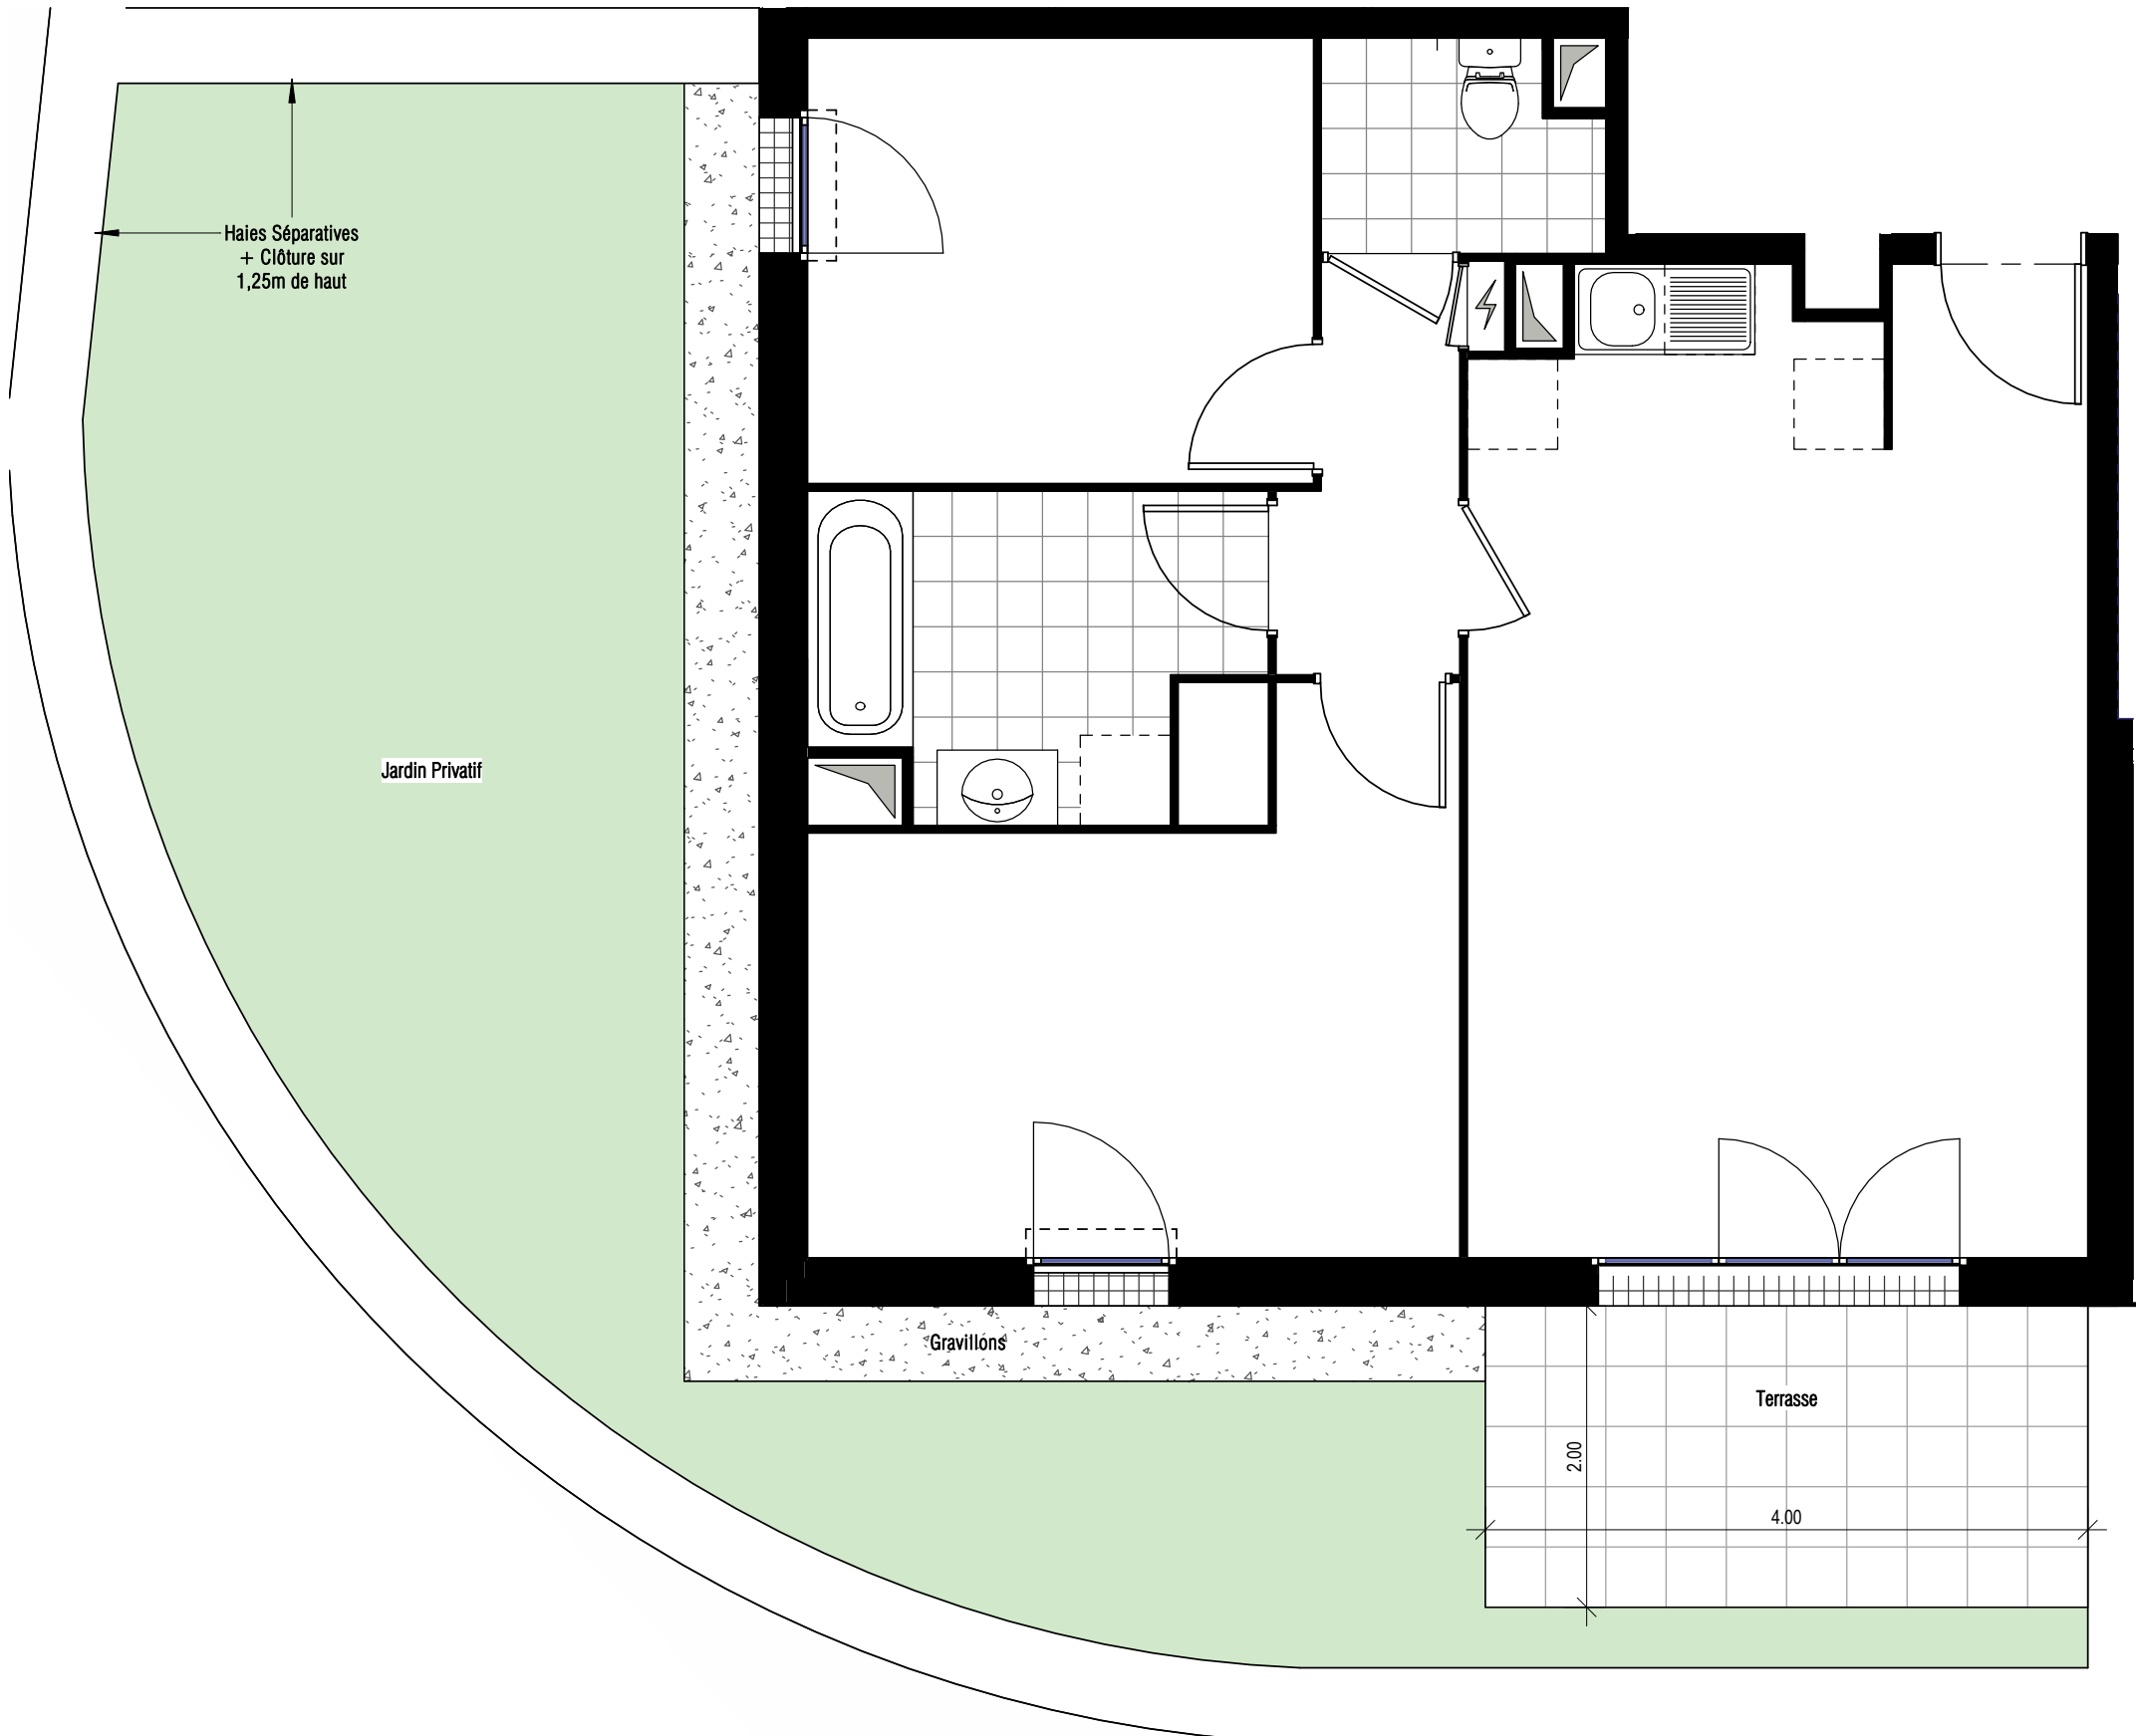 Haies Séparatives
+ Clôture sur
1,25m de haut
Jardin Privatif
Gravillons
Terrasse
2.00
4.00